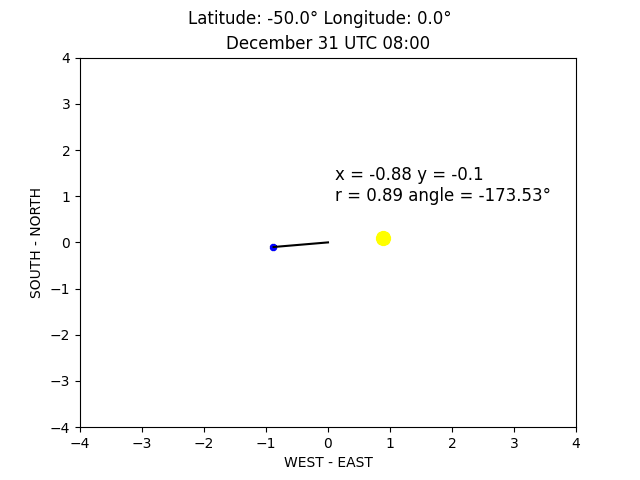 Latitude: -50.0° Longitude: 0.0°
December 31 UTC 08:00
4
3
2
1
0
−1
−2
−3
−4
SOUTH - NORTH
x = -0.88 y = -0.1
r = 0.89 angle = -173.53°
−4 −3 −2 −1 0 1 2 3 4
WEST - EAST